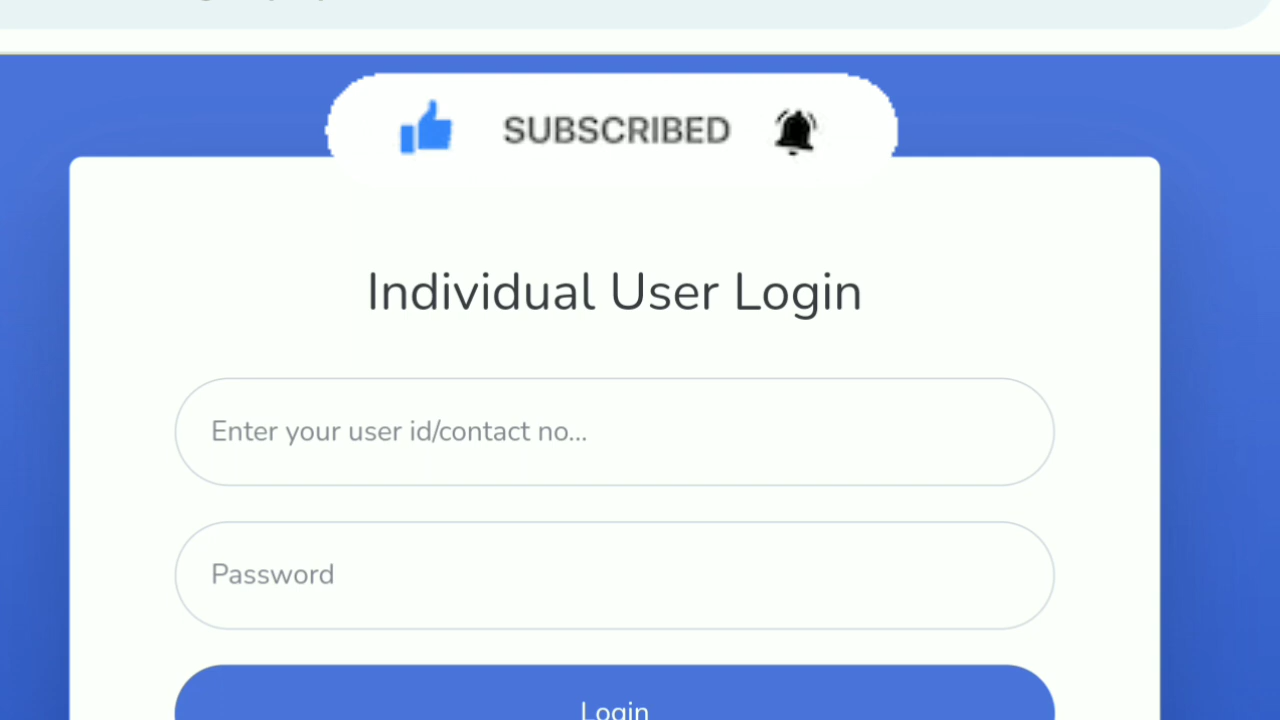 SUBSCRIBED
Individual User Login
Enter your user id/contact no...
Password
Login